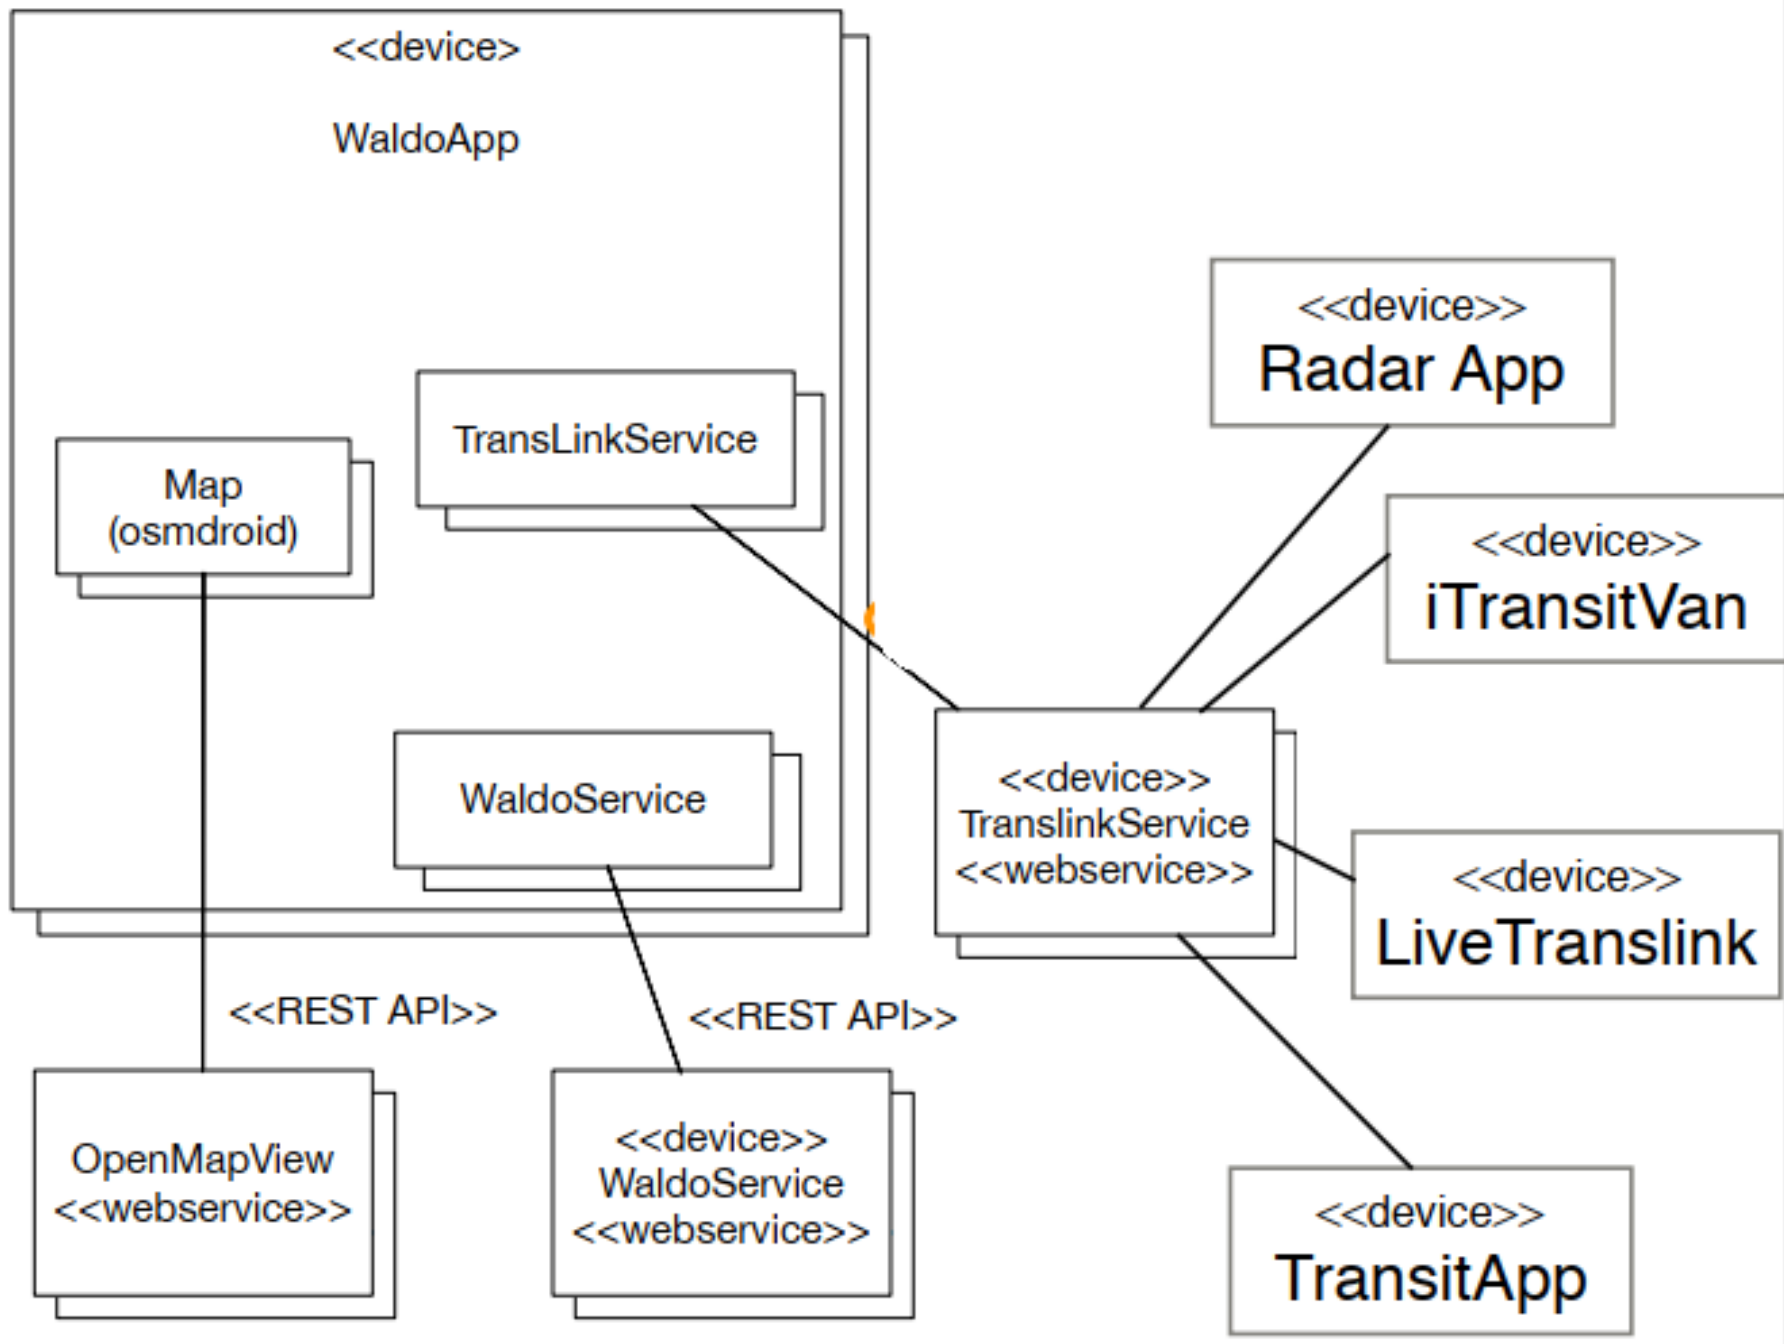 <<device>
WaldoApp
TransLinkService
Map
(osmdroid)
WaldoService
<<REST API>>
<<REST API>>
OpenMapView
<<webservice>>
<<device>>
WaldoService
<<webservice>>
<<device>>
TranslinkService
<<webservice>>
<<device>>
Radar App
<<device>>
iTransitVan
<<device>>
LiveTranslink
<<device>>
TransitApp